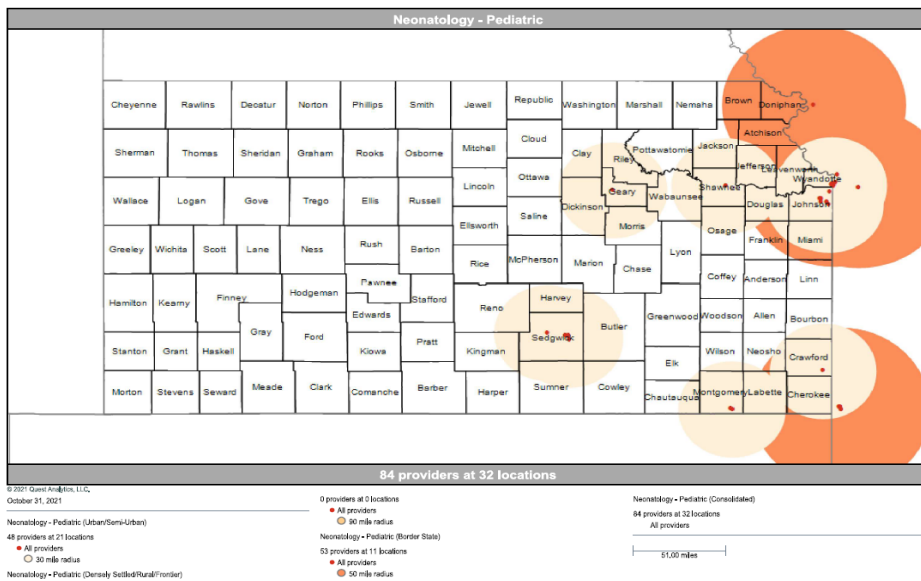 Neonatology - Pediatric
Cheyenne Rawlins Decatur Norton Phillips Smith Jewell Republic Washington Marshall Nemaha Brown Doniphan
Atchison
Cloud
Sherman Thomas Sheridan Graham Rooks Osborne Mitchell Clay Riley Pottawatomie Jackson Jefferson Leavenworth
Ottawa Wyandotte
Lincoln Geary Shawnee
Wallace Logan Gove Trego Ellis Russell Dickinson Wabaunsee Douglas Johnson
Saline
Ellsworth Morris Osage
Greeley Wichita Scott Lane Ness Rush Barton Lyon Franklin Miami
Rice McPherson Marion Chase
Pawnee Coffey Anderson Linn
Hamilton Kearny Finney Hodgeman Stafford Reno Harvey
Edwards Butler Greenwood Woodson Allen Bourbon
Gray Ford
Stanton Grant Haskell Kiowa Pratt Kingman Sedgwick Elk Wilson Neosho Crawford
Morton Stevens Seward Meade Clark Comanche Barber Harper Sumner Cowley Chautauqua Montgomery Labette Cherokee
84 providers at 32 locations
© 2021 Quest Analytics, LLC.
October 31, 2021
Neonatology - Pediatric (Urban/Semi-Urban)
48 providers at 21 locations
All providers
30 mile radius
Neonatology - Pediatric (Densely Settled/Rural/Frontier)
0 providers at 0 locations
All providers
90 mile radius
Neonatology - Pediatric (Border State)
53 providers at 11 locations
All providers
50 mile radius
Neonatology - Pediatric (Consolidated)
84 providers at 32 locations
All providers
51.00 miles